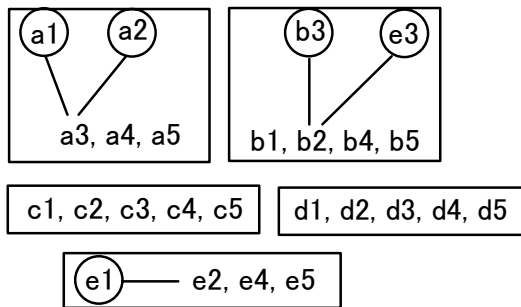 a1 a2
a3, a4, a5
b3 e3
b1, b2, b4, b5
c1, c2, c3, c4, c5
d1, d2, d3, d4, d5
e1 e2, e4, e5